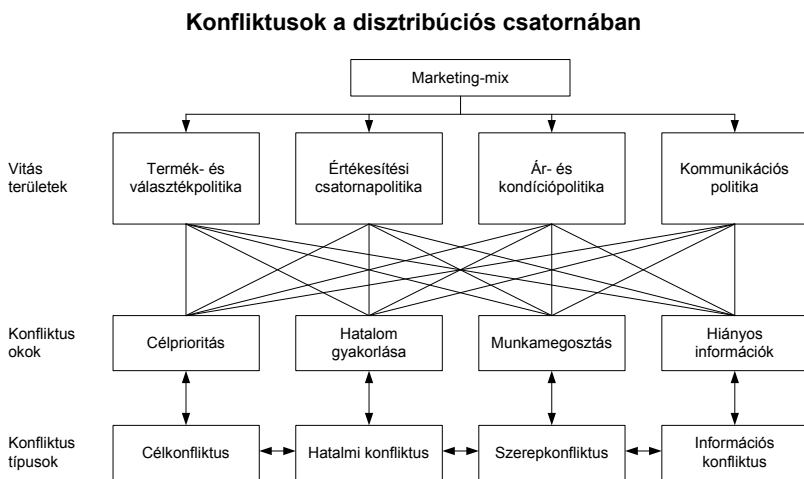 Konfliktusok a disztribúciós csatornában
Marketing-mix
Vitás
területek
Termék- és
választékpolitika
Értékesítési
csatornapolitika
Ár- és
kondíciópolitika
Kommunikációs
politika
Konfliktus
okok
Célprioritás
Hatalom
gyakorlása
Munkamegosztás
Hiányos
információk
Konfliktus
típusok
Célkonfliktus
Hatalmi konfliktus
Szerepkonfliktus
Információs
konfliktus